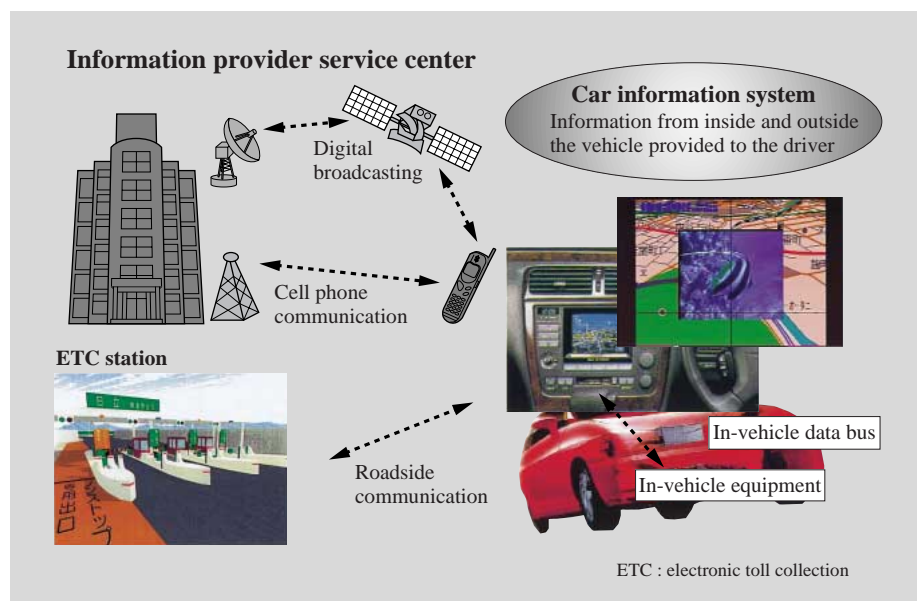 Information provider service center
Car information system
Information from inside and outside
the vehicle provided to the driver
Digital
broadcasting
Cell phone
communication
ETC station
Roadside
communication
In-vehicle data bus
In-vehicle equipment
ETC : electronic toll collection